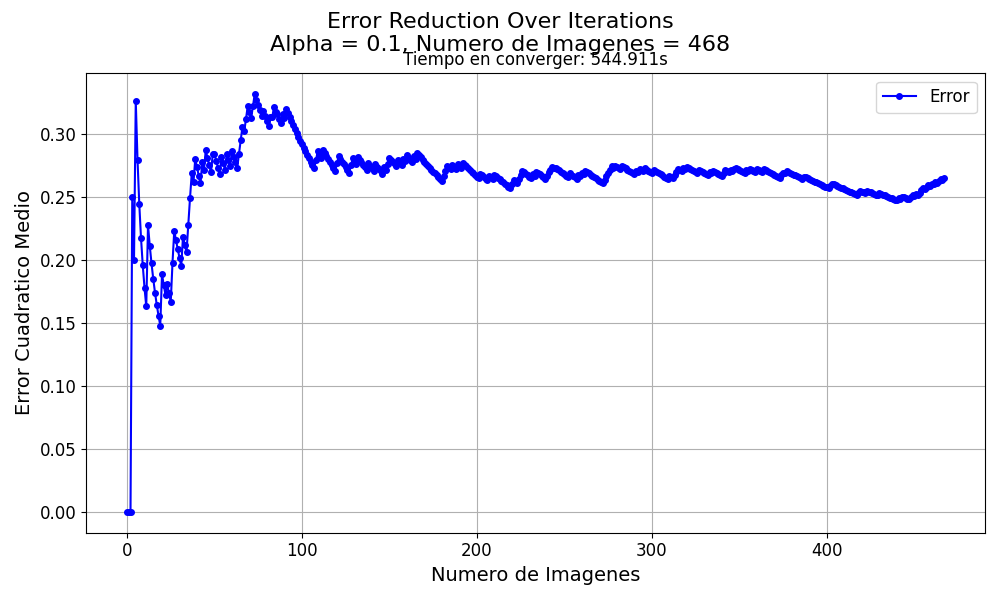 Error Reduction Over Iterations
Alpha = 0.1, Numero de Imagenes = 468
Tiempo en converger: 544.911s
Error
Error Cuadratico Medio
0.30
0.25
0.20
0.15
0.10
0.05
0.00
0 100 200 300 400
Numero de Imagenes